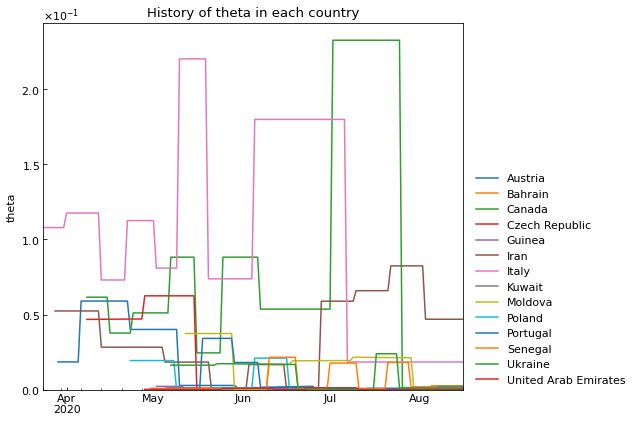 History of theta in each country
×10⁻¹
2.0
1.5
1.0
0.5
0.0
theta
Apr
2020
May
Jun
Jul
Aug
Austria
Bahrain
Canada
Czech Republic
Guinea
Iran
Italy
Kuwait
Moldova
Poland
Portugal
Senegal
Ukraine
United Arab Emirates